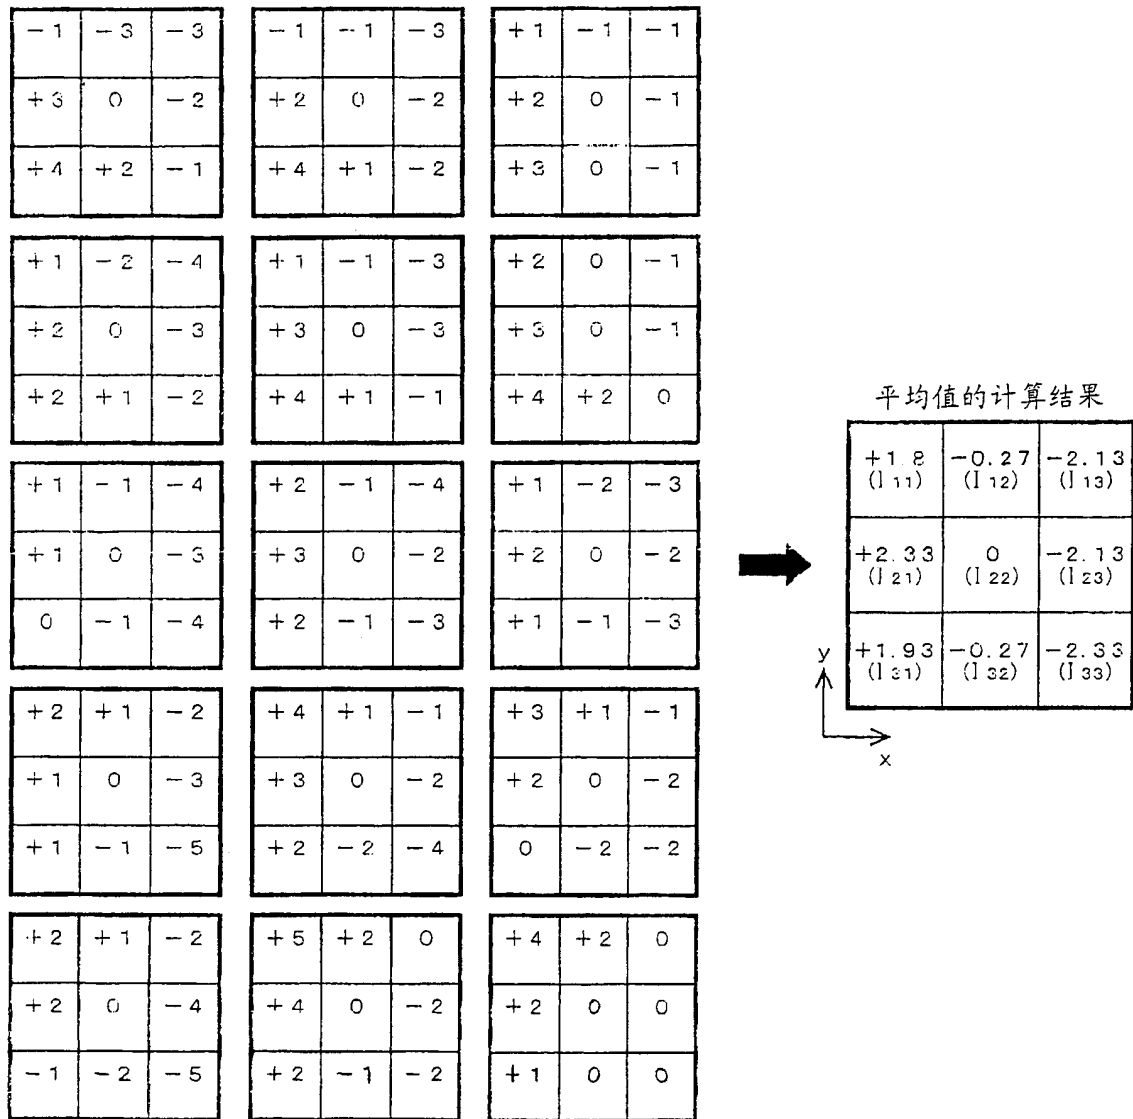 -1 -3 -3 -1 -1 -3 +1 -1 -1
+3 0 -2 +2 0 -2 +2 0 -1
+4 +2 -1 +4 +1 -2 +3 0 -1
+1 -2 -4 +1 -1 -3 +2 0 -1
+2 0 -3 +3 0 -3 +3 0 -1
+2 +1 -2 +4 +1 -1 +4 +2 0
平均值的计算结果
+1 -1 -4 +2 -1 -4 +1 -2 -3
+1.8 -0.27 -2.13
(I11) (I12) (I13)
+1 0 -3 +3 0 -2 +2 0 -2
+2.33 0 -2.13
(I21) (I22) (I23)
0 -1 -4 +2 -1 -3 +1 -1 -3
+1.93 -0.27 -2.33
(I31) (I32) (I33)
y
x
+2 +1 -2 +4 +1 -1 +3 +1 -1
+1 0 -3 +3 0 -2 +2 0 -2
+1 -1 -5 +2 -2 -4 0 -2 -2
+2 +1 -2 +5 +2 0 +4 +2 0
+2 0 -4 +4 0 -2 +2 0 0
-1 -2 -5 +2 -1 -2 +1 0 0